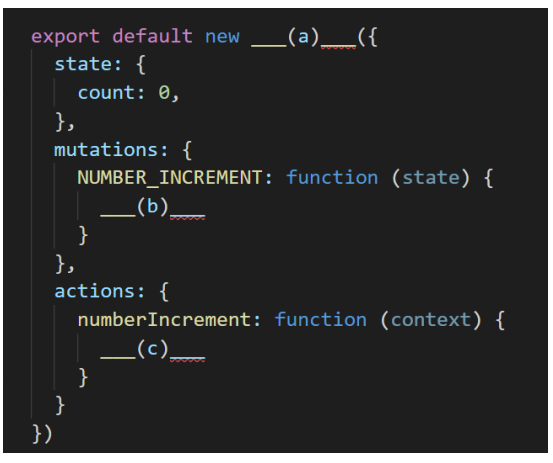 export default new ___(a)___({
state: {
count: 0,
},
mutations: {
NUMBER_INCREMENT: function (state) {
___(b)___
}
},
actions: {
numberIncrement: function (context) {
___(c)___
}
}
})